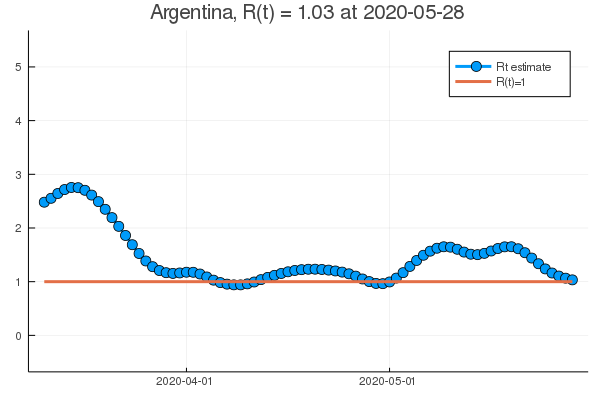 Argentina, R(t) = 1.03 at 2020-05-28
Rt estimate
R(t)=1
5
4
3
2
1
0
2020-04-01
2020-05-01